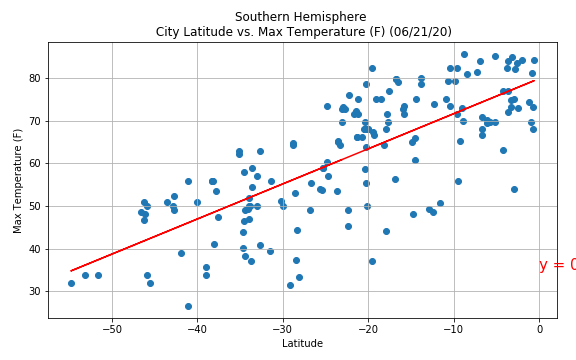 Southern Hemisphere
City Latitude vs. Max Temperature (F) (06/21/20)
Max Temperature (F)
80
70
60
50
40
30
y = 0
−50
−40
−30
−20
−10
0
Latitude